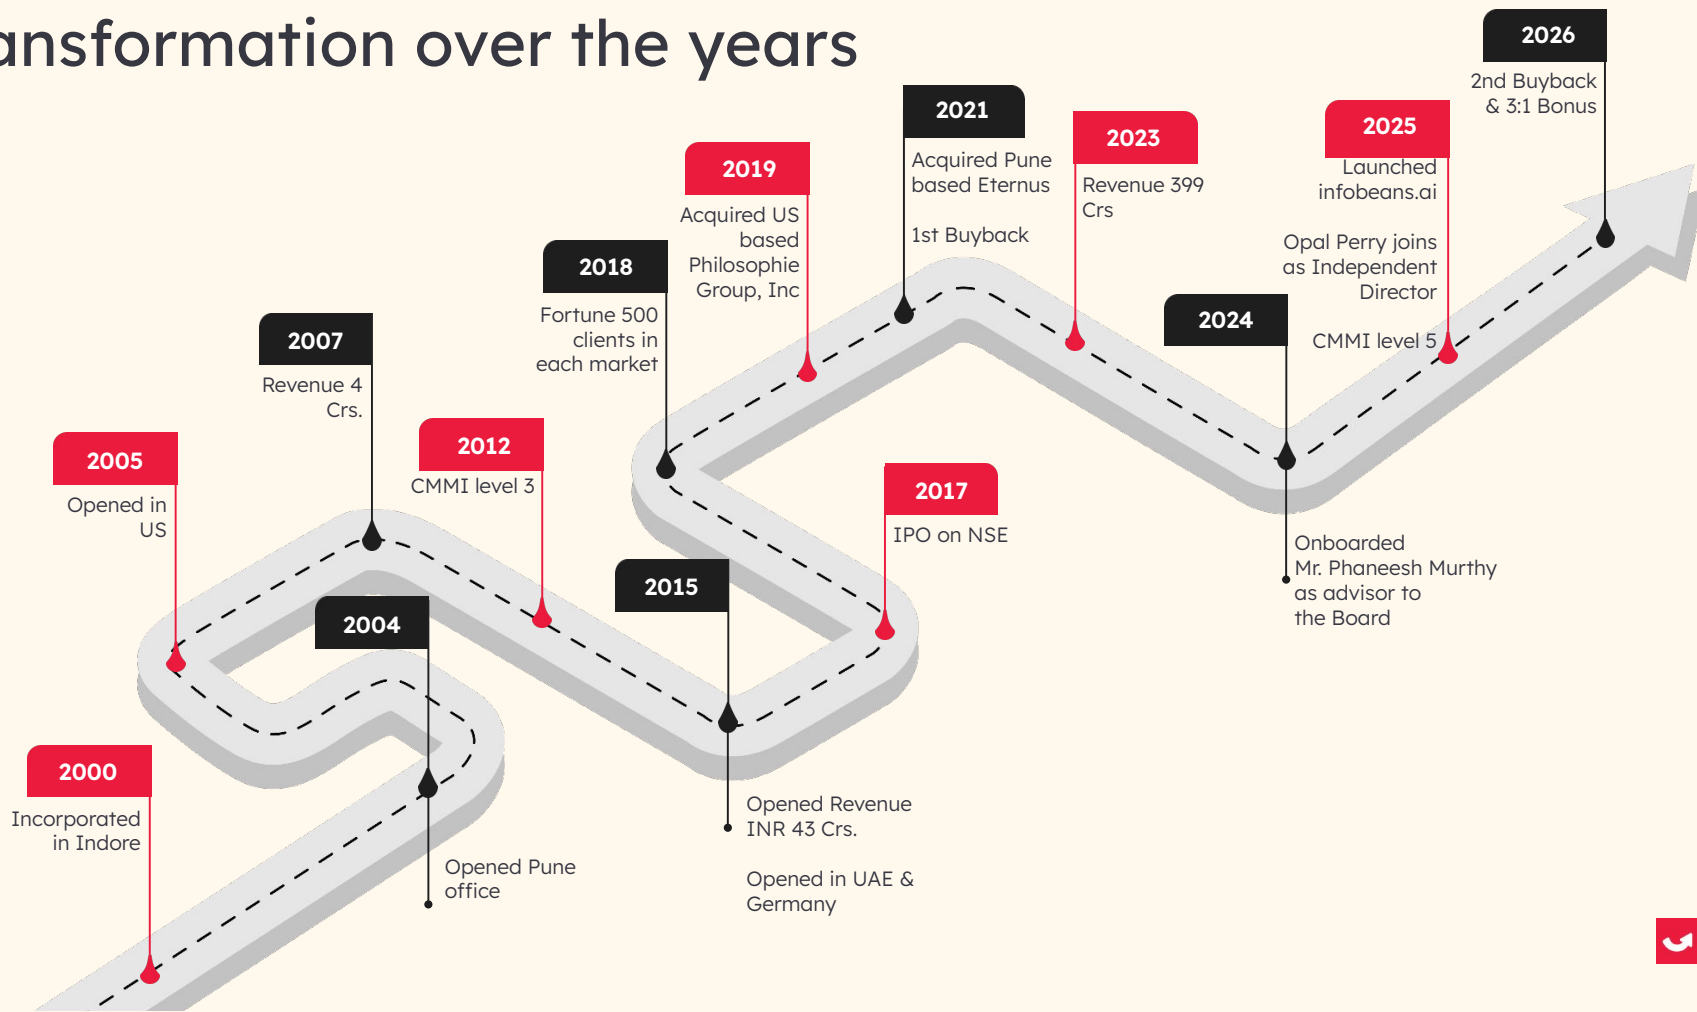 ansformation over the years
2000
Incorporated
in Indore
2004
Opened Pune
office
2005
Opened in
US
2007
Revenue 4
Crs.
2012
CMMI level 3
2015
Opened Revenue
INR 43 Crs.
Opened in UAE &
Germany
2017
IPO on NSE
2018
Fortune 500
clients in
each market
2019
Acquired US
based
Philosophie
Group, Inc
2021
Acquired Pune
based Eternus
1st Buyback
2023
Revenue 399
Crs
2024
Onboarded
Mr. Phaneesh Murthy
as advisor to
the Board
2025
Launched
infobeans.ai
Opal Perry joins
as Independent
Director
CMMI level 5
2026
2nd Buyback
& 3:1 Bonus